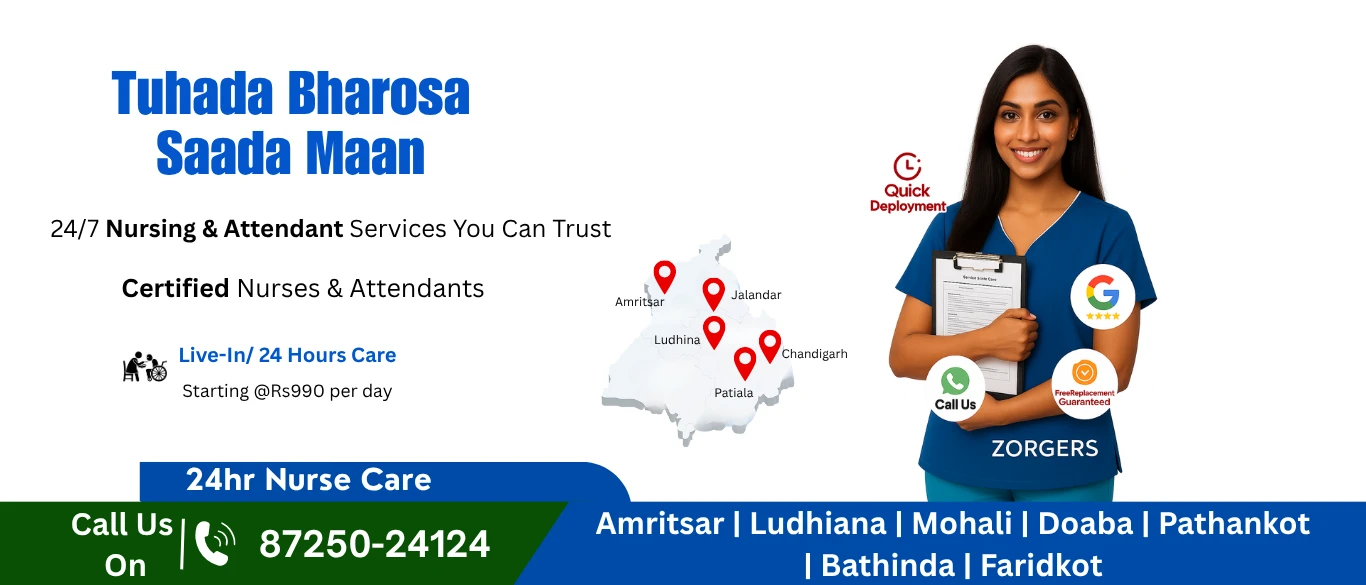 Tuhada Bharosa
Saada Maan
24/7 Nursing & Attendant Services You Can Trust
Certified Nurses & Attendants
Live-In/ 24 Hours Care
Starting @Rs990 per day
Amritsar
Jalandar
Ludhina
Chandigarh
Patiala
Quick
Deployment
Call Us
FreeReplacement
Guaranteed
ZORGERS
24hr Nurse Care
Call Us
On
87250-24124
Amritsar | Ludhiana | Mohali | Doaba | Pathankot
| Bathinda | Faridkot